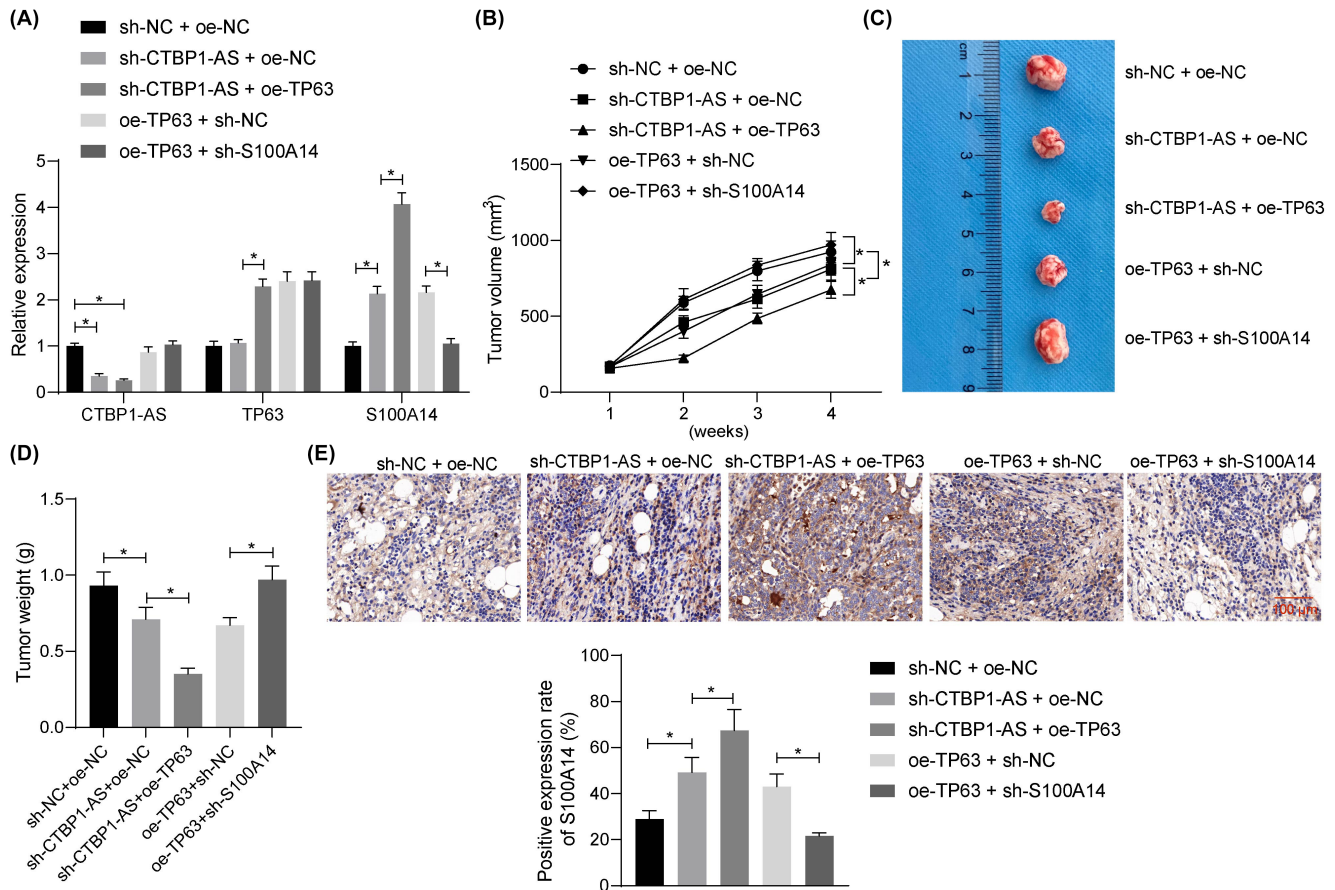 (A)
sh-NC + oe-NC
sh-CTBP1-AS + oe-NC
sh-CTBP1-AS + oe-TP63
oe-TP63 + sh-NC
oe-TP63 + sh-S100A14
Relative expression
5
4
3
2
1
0
* * * * * *
CTBP1-AS TP63 S100A14
(B)
sh-NC + oe-NC
sh-CTBP1-AS + oe-NC
sh-CTBP1-AS + oe-TP63
oe-TP63 + sh-NC
oe-TP63 + sh-S100A14
Tumor volume (mm³)
1500
1000
500
0
* * *
1 2 3 4
(weeks)
(C)
cm
1
2
3
4
5
6
7
8
9
sh-NC + oe-NC
sh-CTBP1-AS + oe-NC
sh-CTBP1-AS + oe-TP63
oe-TP63 + sh-NC
oe-TP63 + sh-S100A14
(D)
Tumor weight (g)
1.5
1.0
0.5
0.0
* * *
sh-NC+oe-NC
sh-CTBP1-AS+oe-NC
sh-CTBP1-AS+oe-TP63
oe-TP63+sh-NC
oe-TP63+sh-S100A14
(E)
sh-NC + oe-NC sh-CTBP1-AS + oe-NC sh-CTBP1-AS + oe-TP63 oe-TP63 + sh-NC oe-TP63 + sh-S100A14
100 μm
Positive expression rate
of S100A14 (%)
100
80
60
40
20
0
* * *
sh-NC + oe-NC
sh-CTBP1-AS + oe-NC
sh-CTBP1-AS + oe-TP63
oe-TP63 + sh-NC
oe-TP63 + sh-S100A14